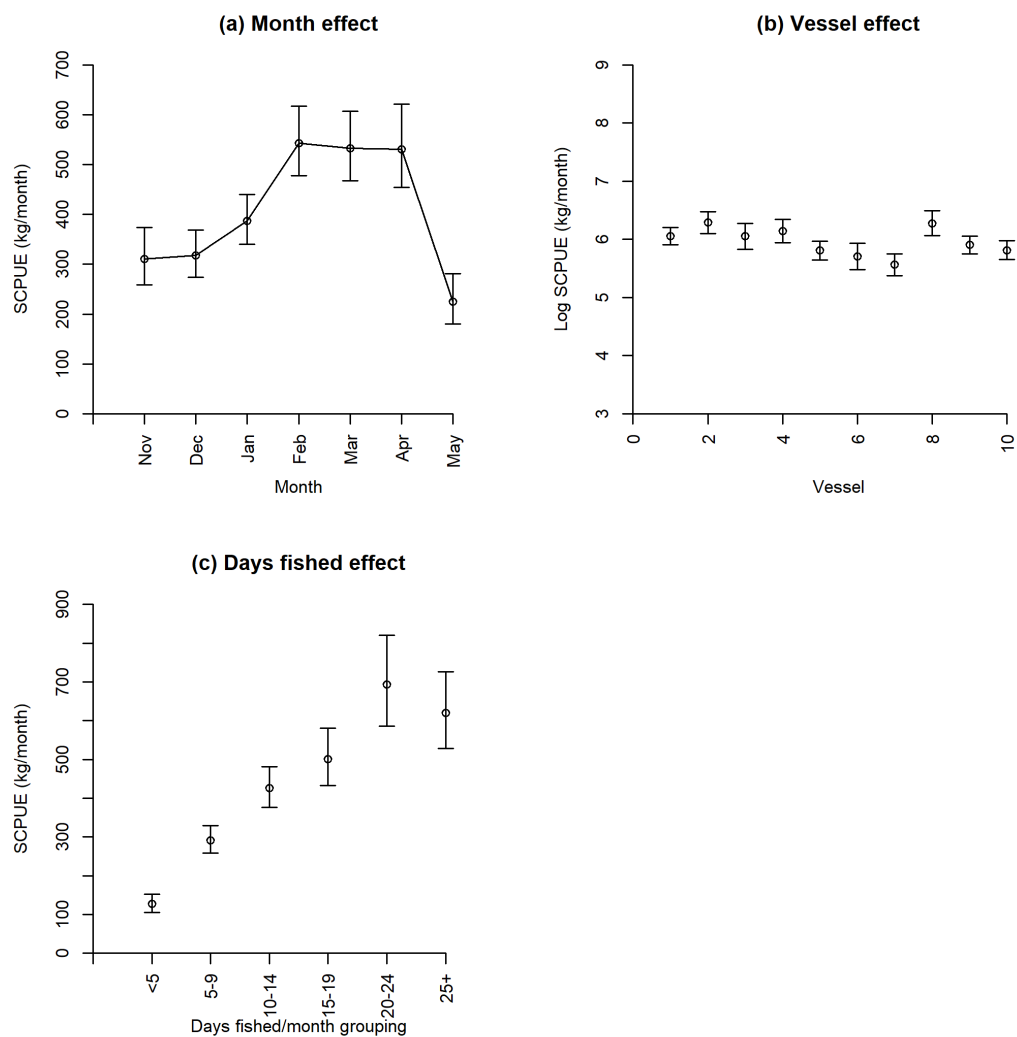 (a) Month effect
SCPUE (kg/month)
0 100 200 300 400 500 600 700
Nov Dec Jan Feb Mar Apr May
Month
(b) Vessel effect
Log SCPUE (kg/month)
3 4 5 6 7 8 9
0 2 4 6 8 10
Vessel
(c) Days fished effect
SCPUE (kg/month)
0 100 300 500 700 900
<5 5-9 10-14 15-19 20-24 25+
Days fished/month grouping